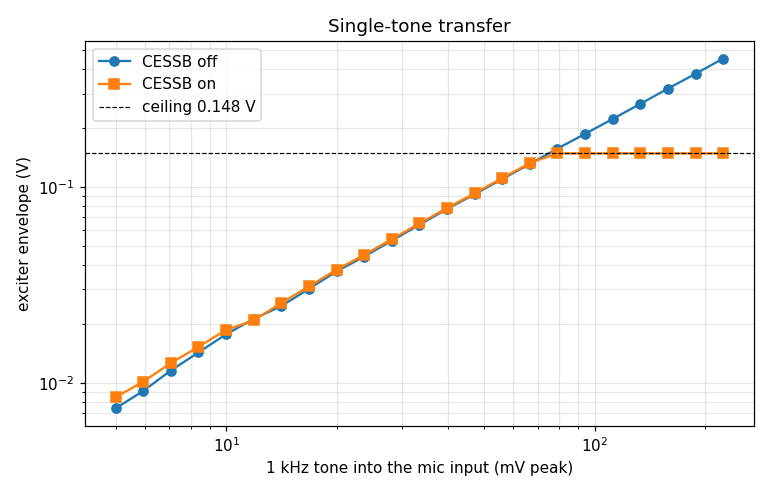 Single-tone transfer
CESSB off
CESSB on
ceiling 0.148 V
exciter envelope (V)
10⁻¹
10⁻²
10¹
10²
1 kHz tone into the mic input (mV peak)